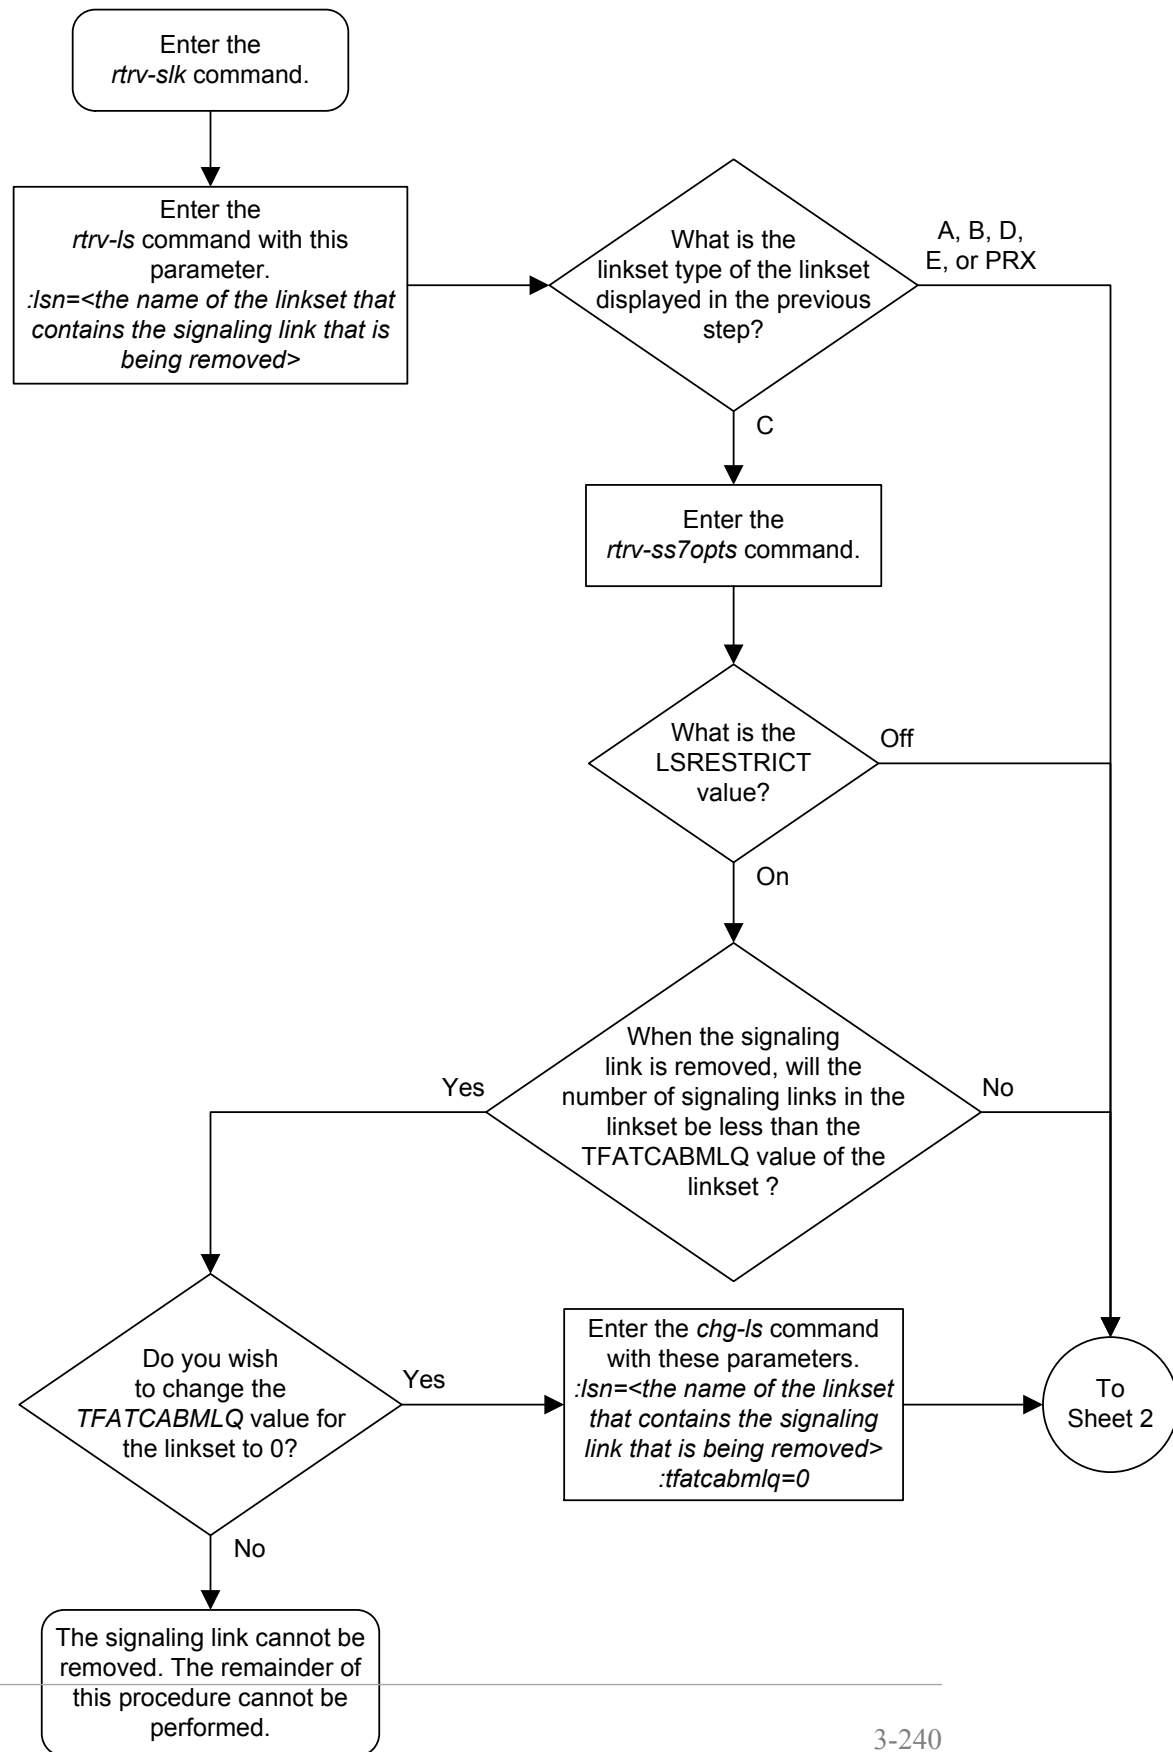 Enter the
rtrv-slk command.
Enter the
rtrv-ls command with this
parameter.
:lsn=<the name of the linkset that
contains the signaling link that is
being removed>
What is the
linkset type of the linkset
displayed in the previous
step?
A, B, D,
E, or PRX
C
Enter the
rtrv-ss7opts command.
What is the
LSRESTRICT
value?
Off
On
When the signaling
link is removed, will the
number of signaling links in the
linkset be less than the
TFATCABMLQ value of the
linkset ?
Yes
No
Do you wish
to change the
TFATCABMLQ value for
the linkset to 0?
Yes
No
Enter the chg-ls command
with these parameters.
:lsn=<the name of the linkset
that contains the signaling
link that is being removed>
:tfatcabmlq=0
To
Sheet 2
The signaling link cannot be
removed. The remainder of
this procedure cannot be
performed.
3-240